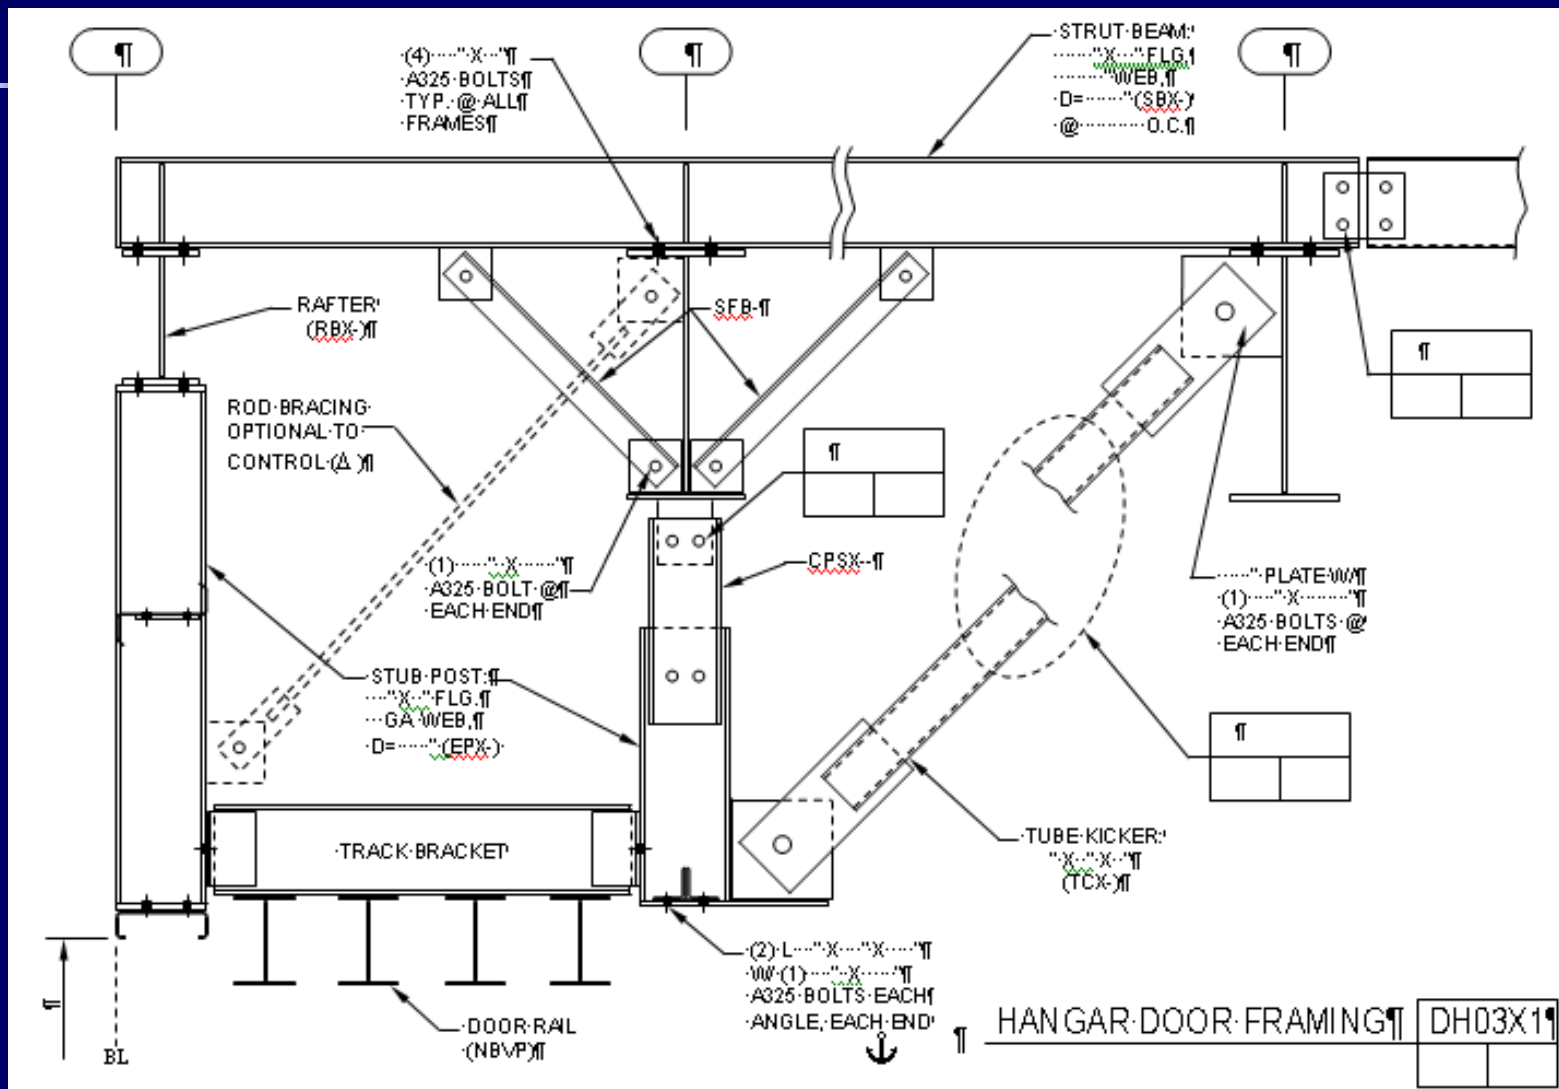 ¶
¶
¶
·(4)·····"·X···"¶
·A325·BOLTS¶
·TYP.·@·ALL¶
·FRAMES¶
·STRUT·BEAM:
······"X···"·FLG.¶
········"WEB,¶
·D=······"(SBX-)
·@··········O.C.¶
RAFTER
(RBX-)¶
SFB-¶
ROD·BRACING·
OPTIONAL·TO·
CONTROL·(Δ·)¶
¶
¶
·(1)·····"·X······"¶
·A325·BOLT·@¶
·EACH·END¶
CPSX--¶
·····"·PLATE·W/¶
·(1)····"·X········"¶
·A325·BOLTS·@
·EACH·END¶
·STUB·POST:¶
····"X··"·FLG.¶
···GA·WEB,¶
·D=·····"·(EPX-)·
¶
·TRACK·BRACKET
·TUBE·KICKER:
"·X··"·X··"¶
(TCX-)¶
·(2)·L···"·X···"X·····"¶
·W·(1)····"·X·····"¶
·A325·BOLTS·EACH¶
·ANGLE,·EACH·END
¶
BL
·DOOR·RAIL
·(NBVP)¶
¶
HANGAR·DOOR·FRAMING¶
DH03X1¶